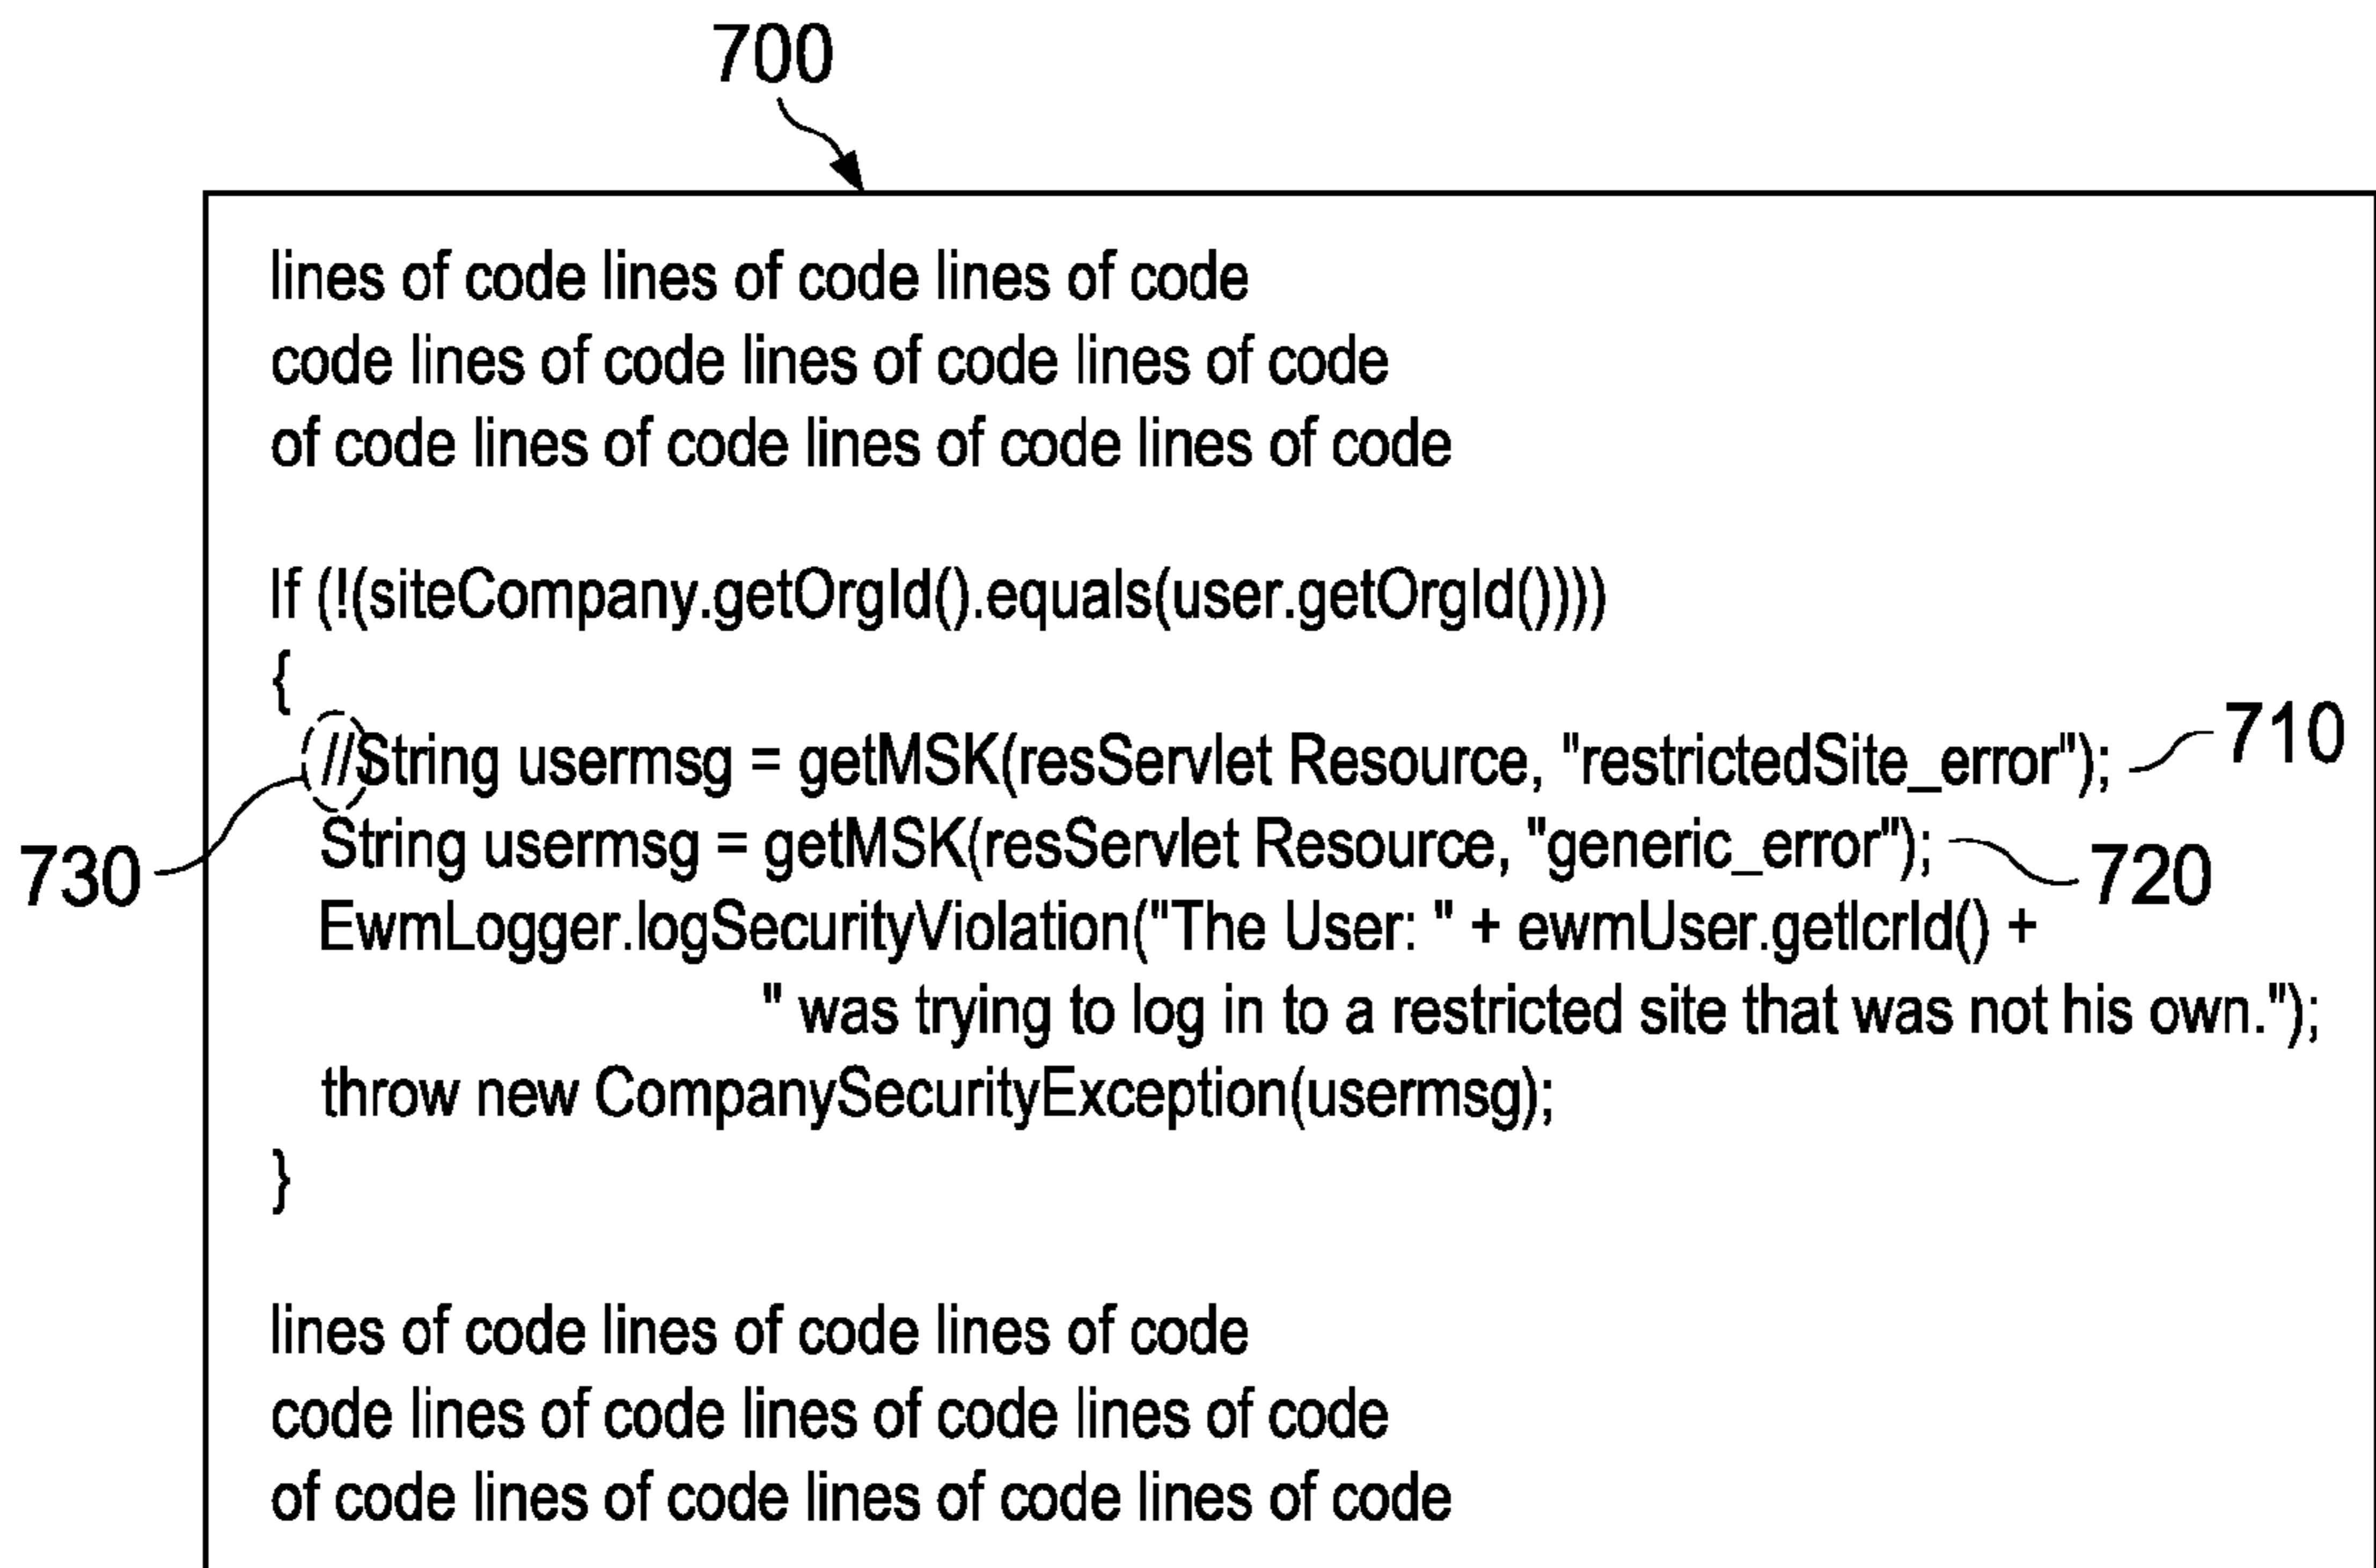 700
lines of code lines of code lines of code
code lines of code lines of code lines of code
of code lines of code lines of code lines of code
If (!(siteCompany.getOrgId().equals(user.getOrgId())))
{
//String usermsg = getMSK(resServlet Resource, "restrictedSite_error");
710
String usermsg = getMSK(resServlet Resource, "generic_error");
720
730
EwmLogger.logSecurityViolation("The User: " + ewmUser.getIcrId() +
" was trying to log in to a restricted site that was not his own.");
throw new CompanySecurityException(usermsg);
}
lines of code lines of code lines of code
code lines of code lines of code lines of code
of code lines of code lines of code lines of code